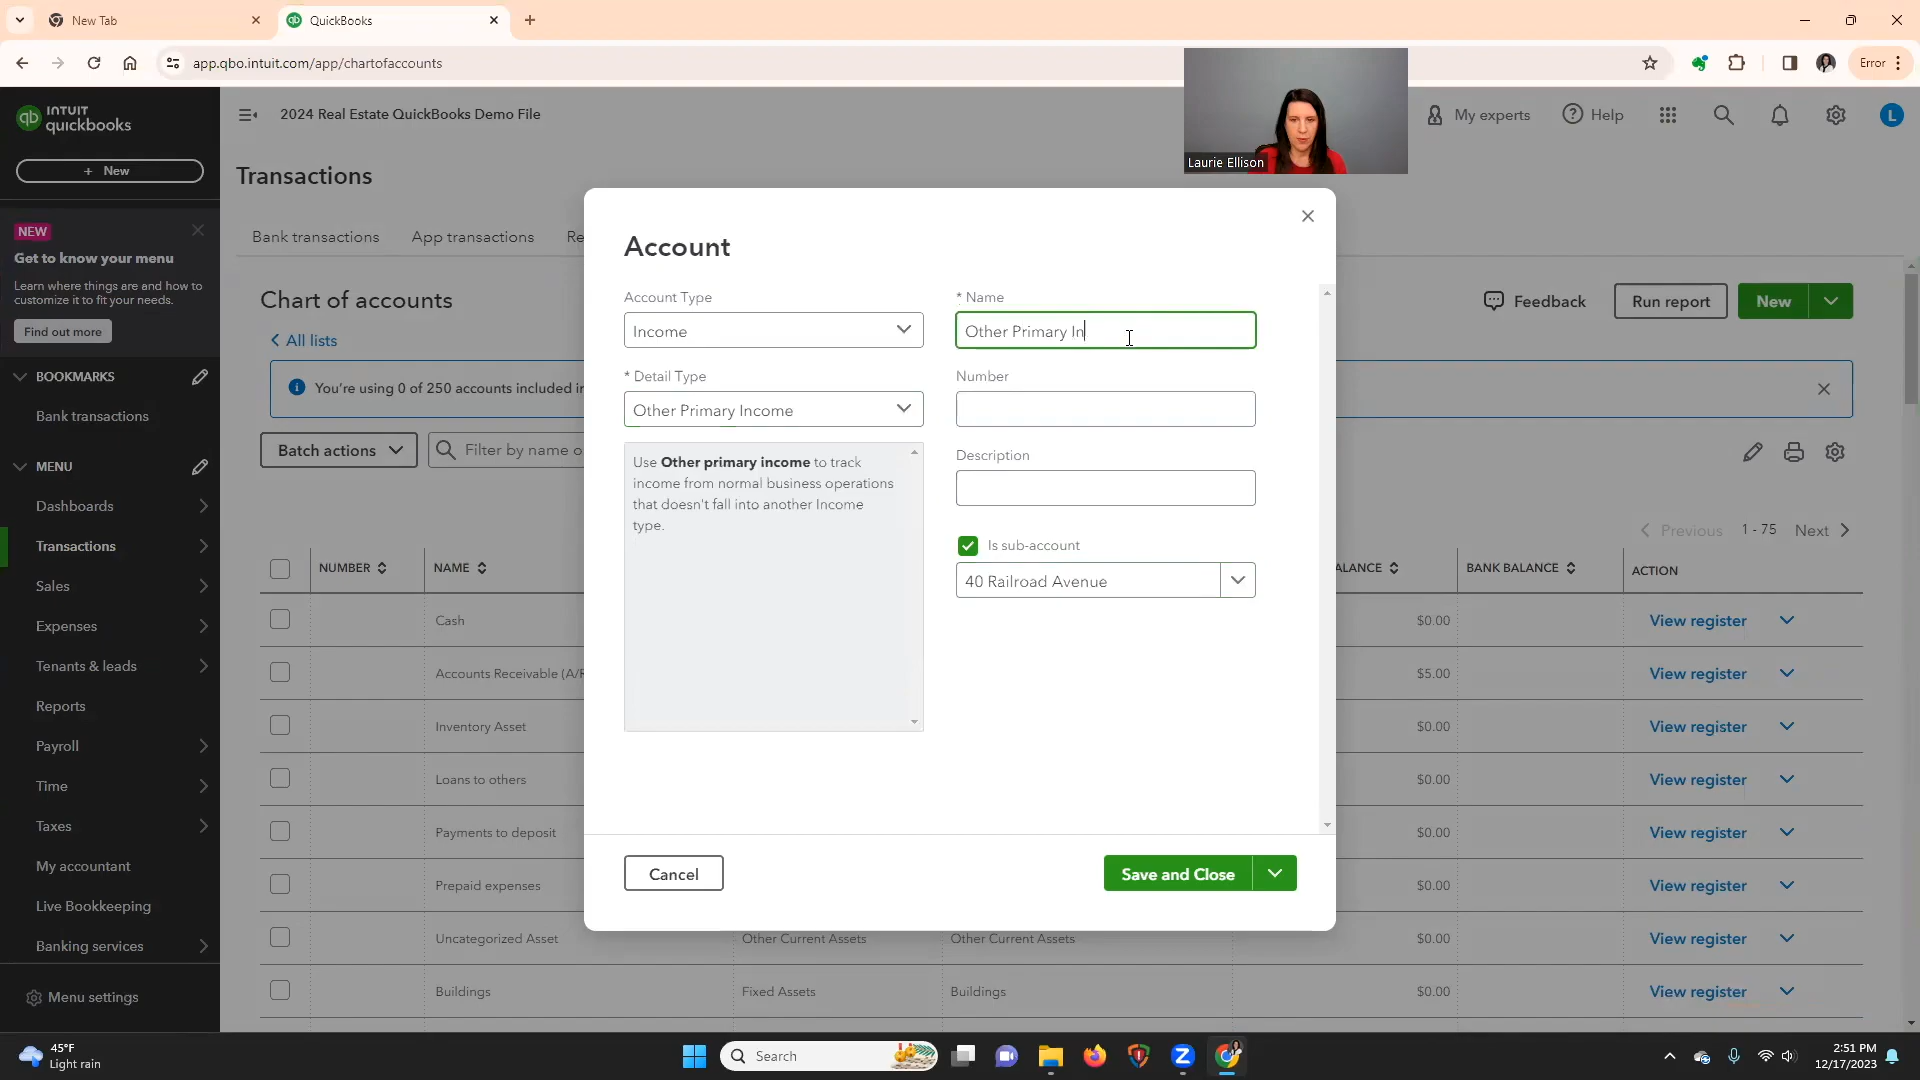 New Tab
QuickBooks
app.qbo.intuit.com/app/chartofaccounts
Error
Laurie Ellison
INTUIT
quickbooks
2024 Real Estate QuickBooks Demo File
My experts
Help
L
+ New
Transactions
NEW
Get to know your menu
Learn where things are and how to
customize it to fit your needs.
Find out more
Bank transactions
App transactions
Re
Chart of accounts
Feedback
Run report
New
All lists
You're using 0 of 250 accounts included in
Batch actions
Filter by name o
Previous
1 - 75
Next
NUMBER
NAME
ALANCE
BANK BALANCE
ACTION
Cash
$0.00
View register
Accounts Receivable (A/R
$5.00
View register
Inventory Asset
$0.00
View register
Loans to others
$0.00
View register
Payments to deposit
$0.00
View register
Prepaid expenses
$0.00
View register
Uncategorized Asset
Other Current Assets
Other Current Assets
$0.00
View register
Buildings
Fixed Assets
Buildings
$0.00
View register
BOOKMARKS
Bank transactions
MENU
Dashboards
Transactions
Sales
Expenses
Tenants & leads
Reports
Payroll
Time
Taxes
My accountant
Live Bookkeeping
Banking services
Menu settings
Account
Account Type
Income
* Detail Type
Other Primary Income
Use Other primary income to track
income from normal business operations
that doesn't fall into another Income
type.
* Name
Other Primary In
Number
Description
Is sub-account
40 Railroad Avenue
Cancel
Save and Close
45°F
Light rain
Search
2:51 PM
12/17/2023